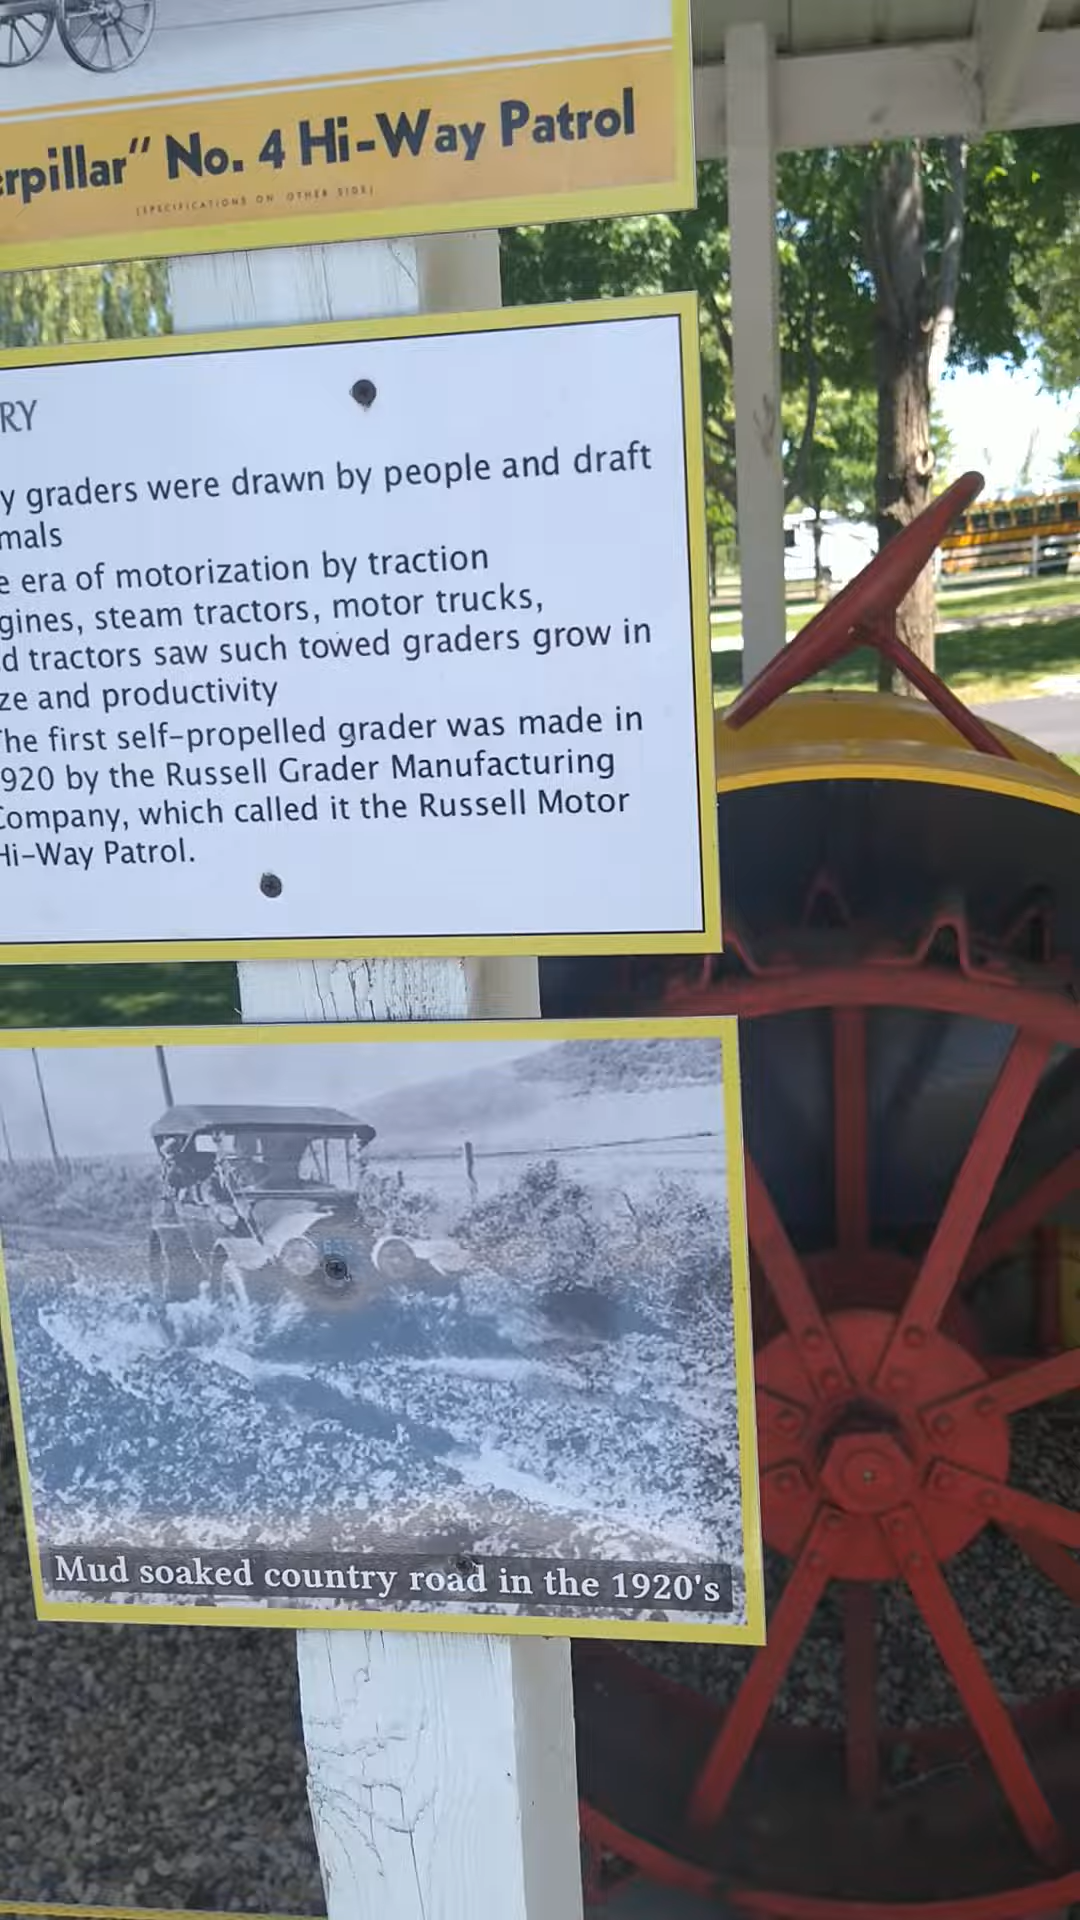 erpillar" No. 4 Hi-Way Patrol
(SPECIFICATIONS ON OTHER SIDE)
RY
y graders were drawn by people and draft
mals
e era of motorization by traction
gines, steam tractors, motor trucks,
d tractors saw such towed graders grow in
ze and productivity
The first self-propelled grader was made in
920 by the Russell Grader Manufacturing
Company, which called it the Russell Motor
Hi-Way Patrol.
Mud soaked country road in the 1920's